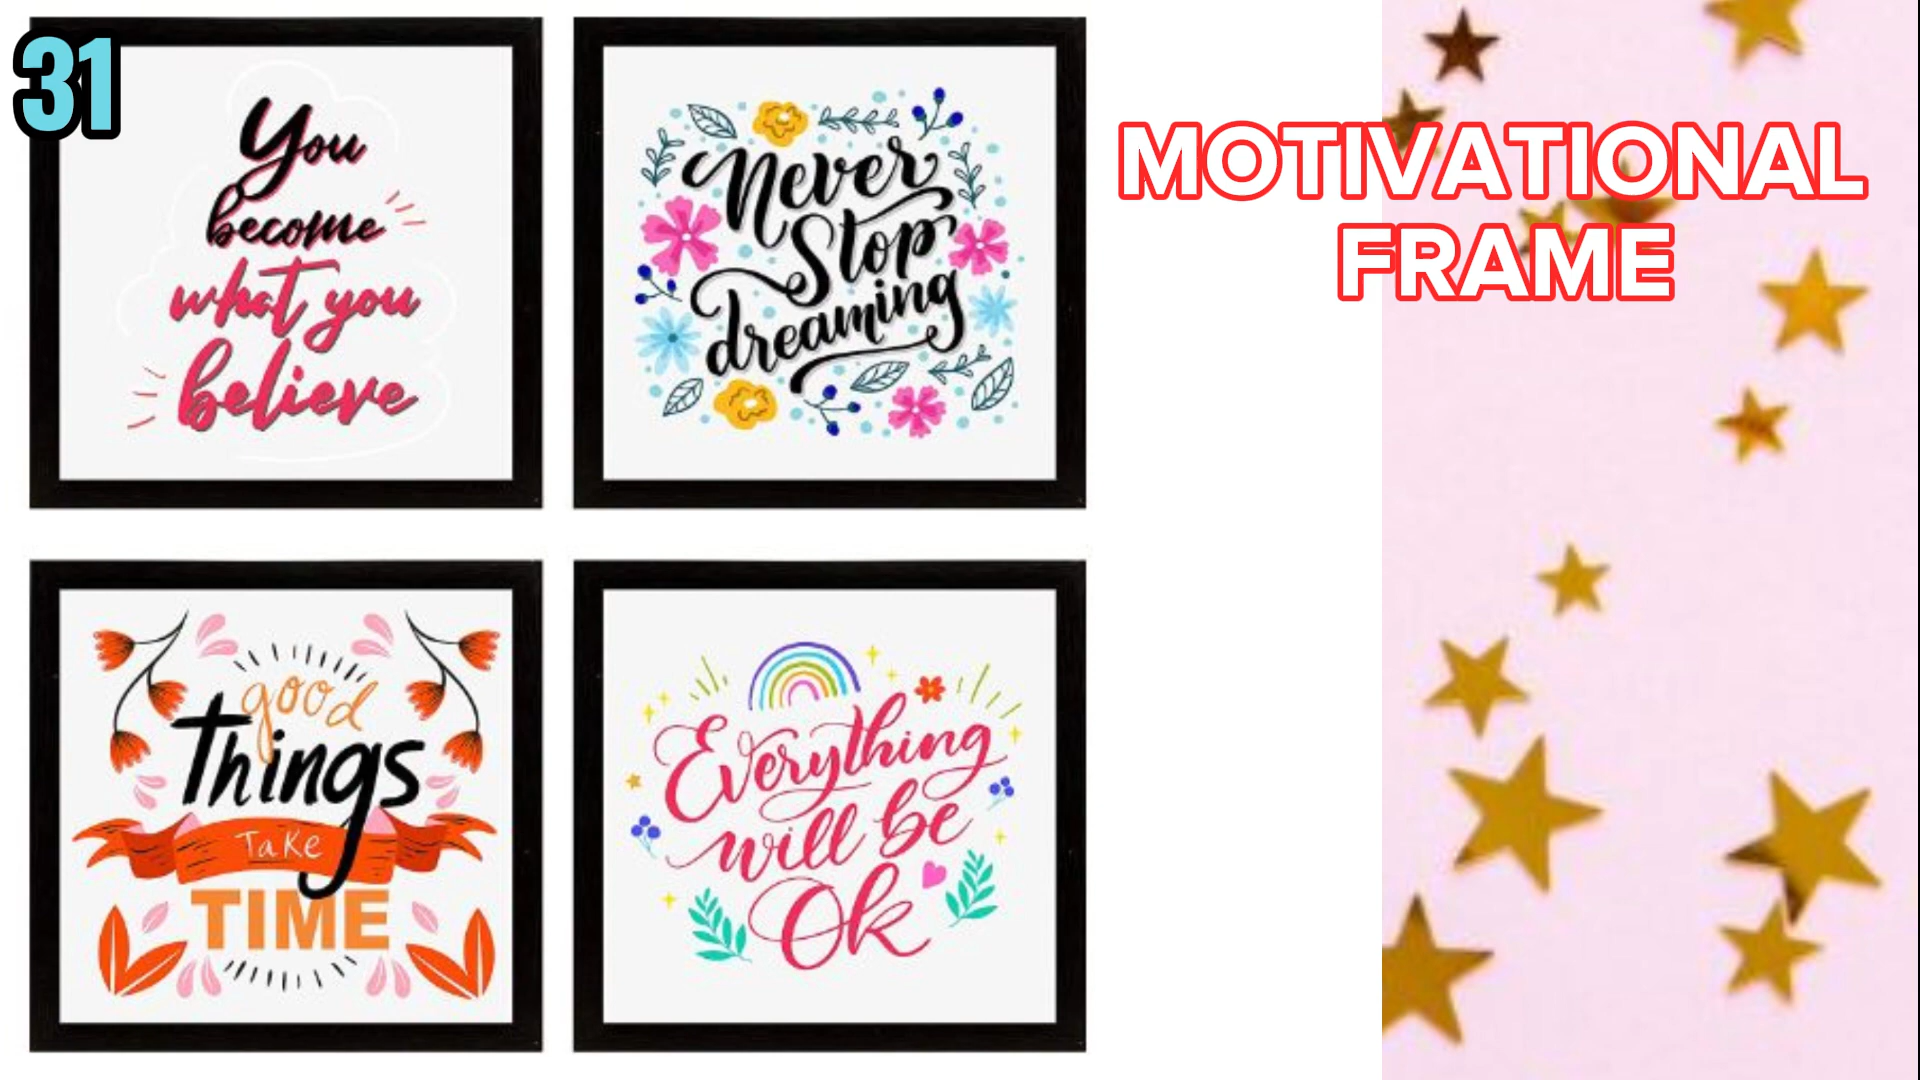 31
You
become
what you
believe
Never
Stop
dreaming
good
Things
Take
TIME
Everything
will be
Ok
MOTIVATIONAL
FRAME